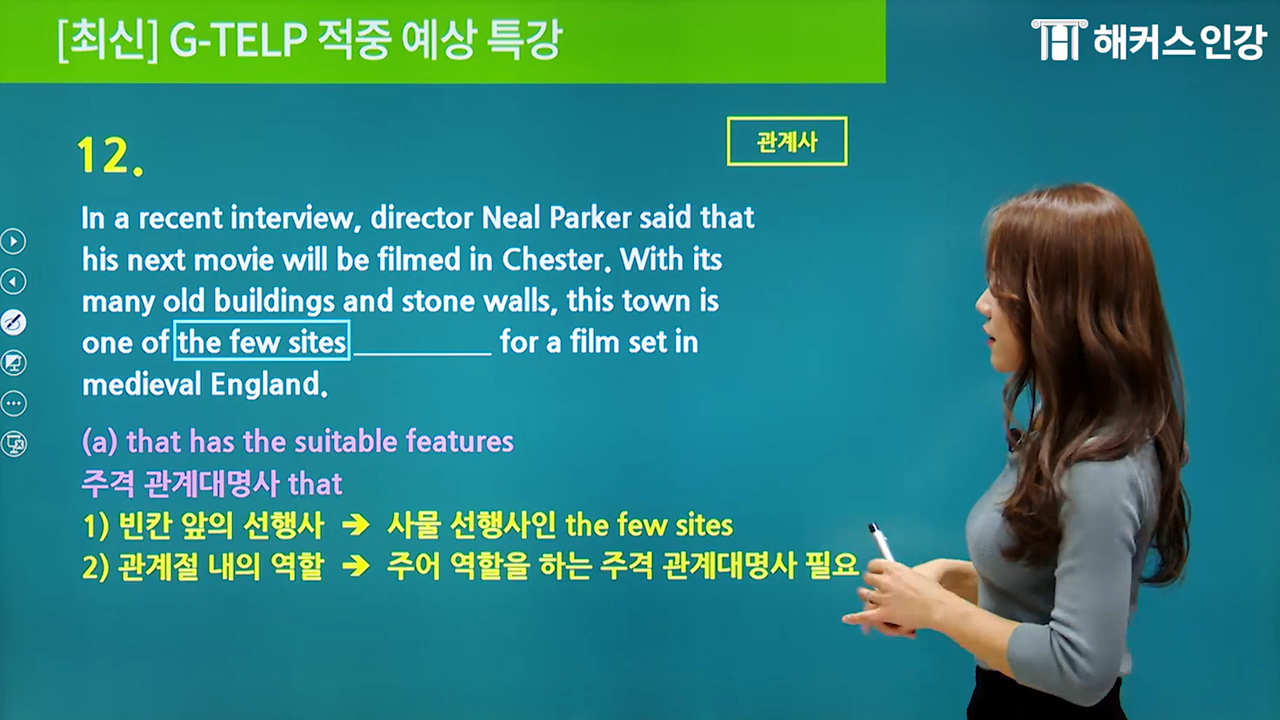 [최신] G-TELP 적중 예상 특강
해커스인강
12.
관계사
In a recent interview, director Neal Parker said that
his next movie will be filmed in Chester. With its
many old buildings and stone walls, this town is
one of the few sites __________ for a film set in
medieval England.
(a) that has the suitable features
주격 관계대명사 that
1) 빈칸 앞의 선행사 ➔ 사물 선행사인 the few sites
2) 관계절 내의 역할 ➔ 주어 역할을 하는 주격 관계대명사 필요